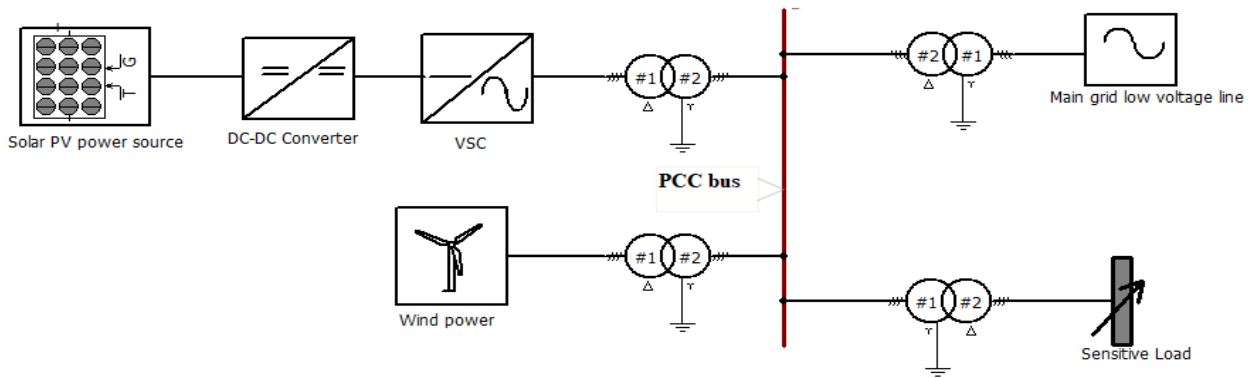 G
T
Solar PV power source
DC-DC Converter
VSC
#1 #2
Δ
Y
#2 #1
Δ
Y
Main grid low voltage line
PCC bus
Wind power
#1 #2
Δ
Y
#1 #2
Y
Δ
Sensitive Load